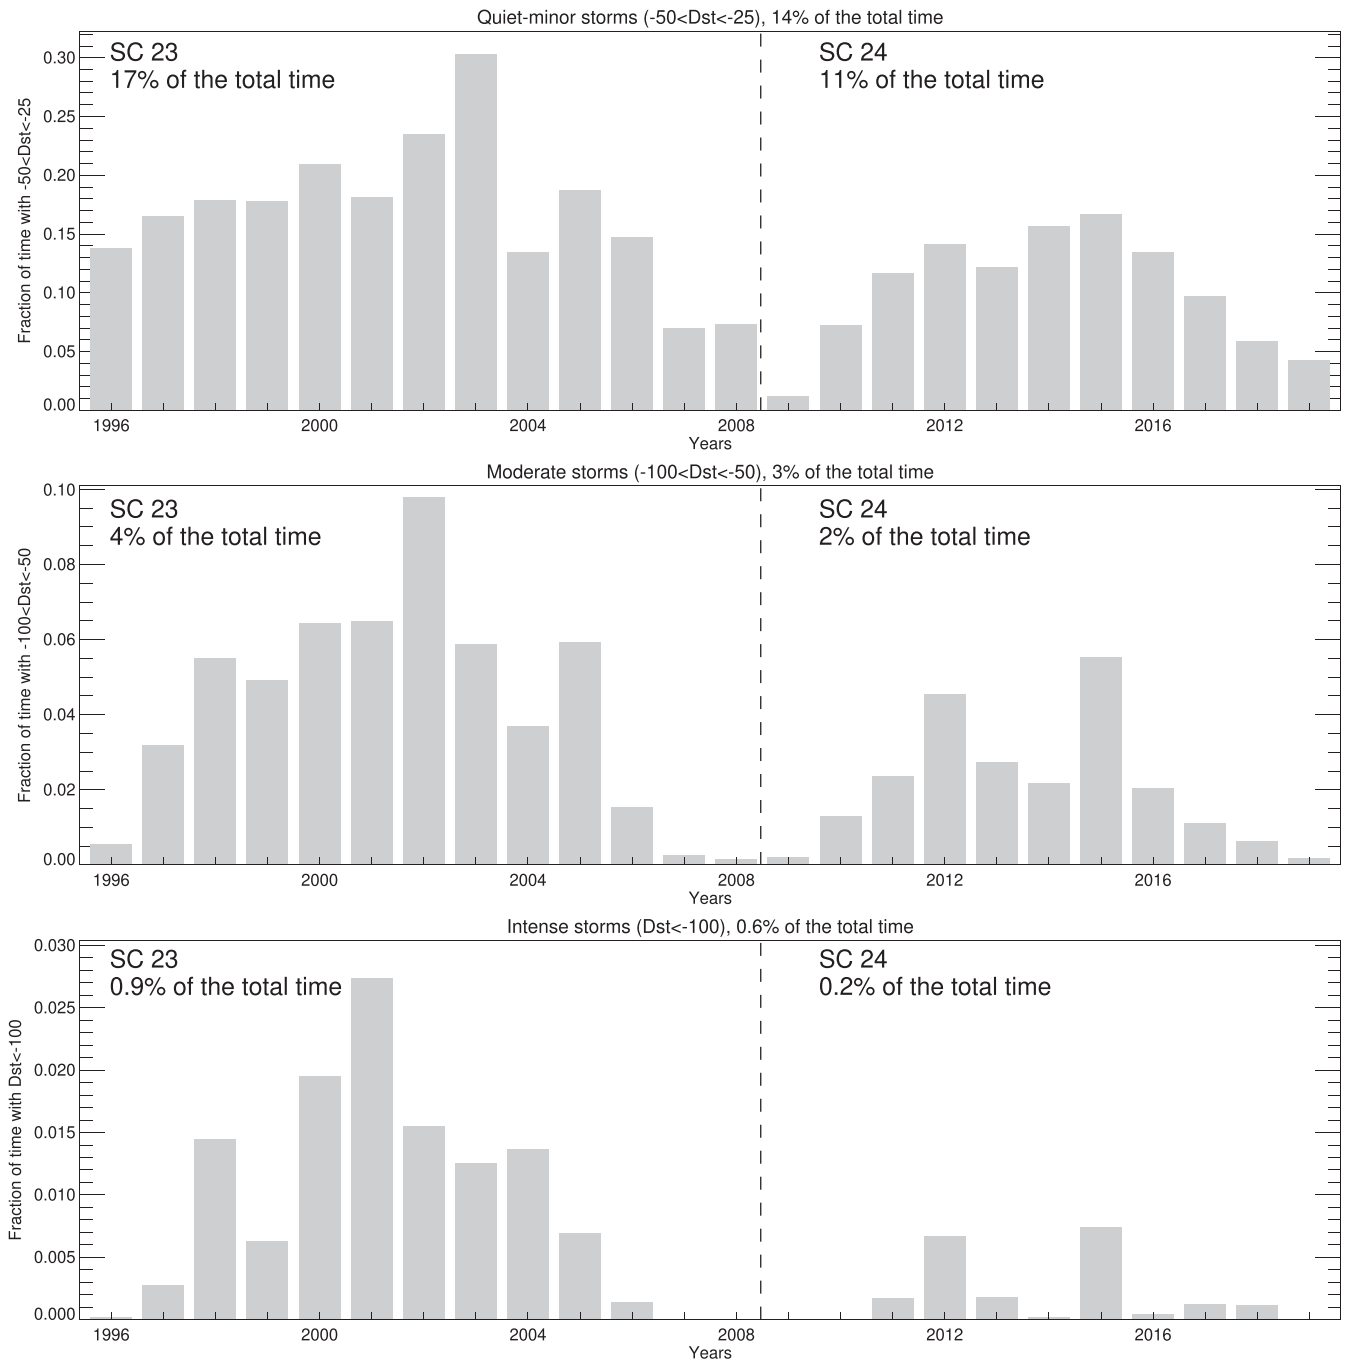 Quiet-minor storms (-50<Dst<-25), 14% of the total time
SC 23
17% of the total time
SC 24
11% of the total time
Fraction of time with -50<Dst<-25
0.30
0.25
0.20
0.15
0.10
0.05
0.00
1996 2000 2004 2008 2012 2016
Years
Moderate storms (-100<Dst<-50), 3% of the total time
SC 23
4% of the total time
SC 24
2% of the total time
Fraction of time with -100<Dst<-50
0.10
0.08
0.06
0.04
0.02
0.00
1996 2000 2004 2008 2012 2016
Years
Intense storms (Dst<-100), 0.6% of the total time
SC 23
0.9% of the total time
SC 24
0.2% of the total time
Fraction of time with Dst<-100
0.030
0.025
0.020
0.015
0.010
0.005
0.000
1996 2000 2004 2008 2012 2016
Years